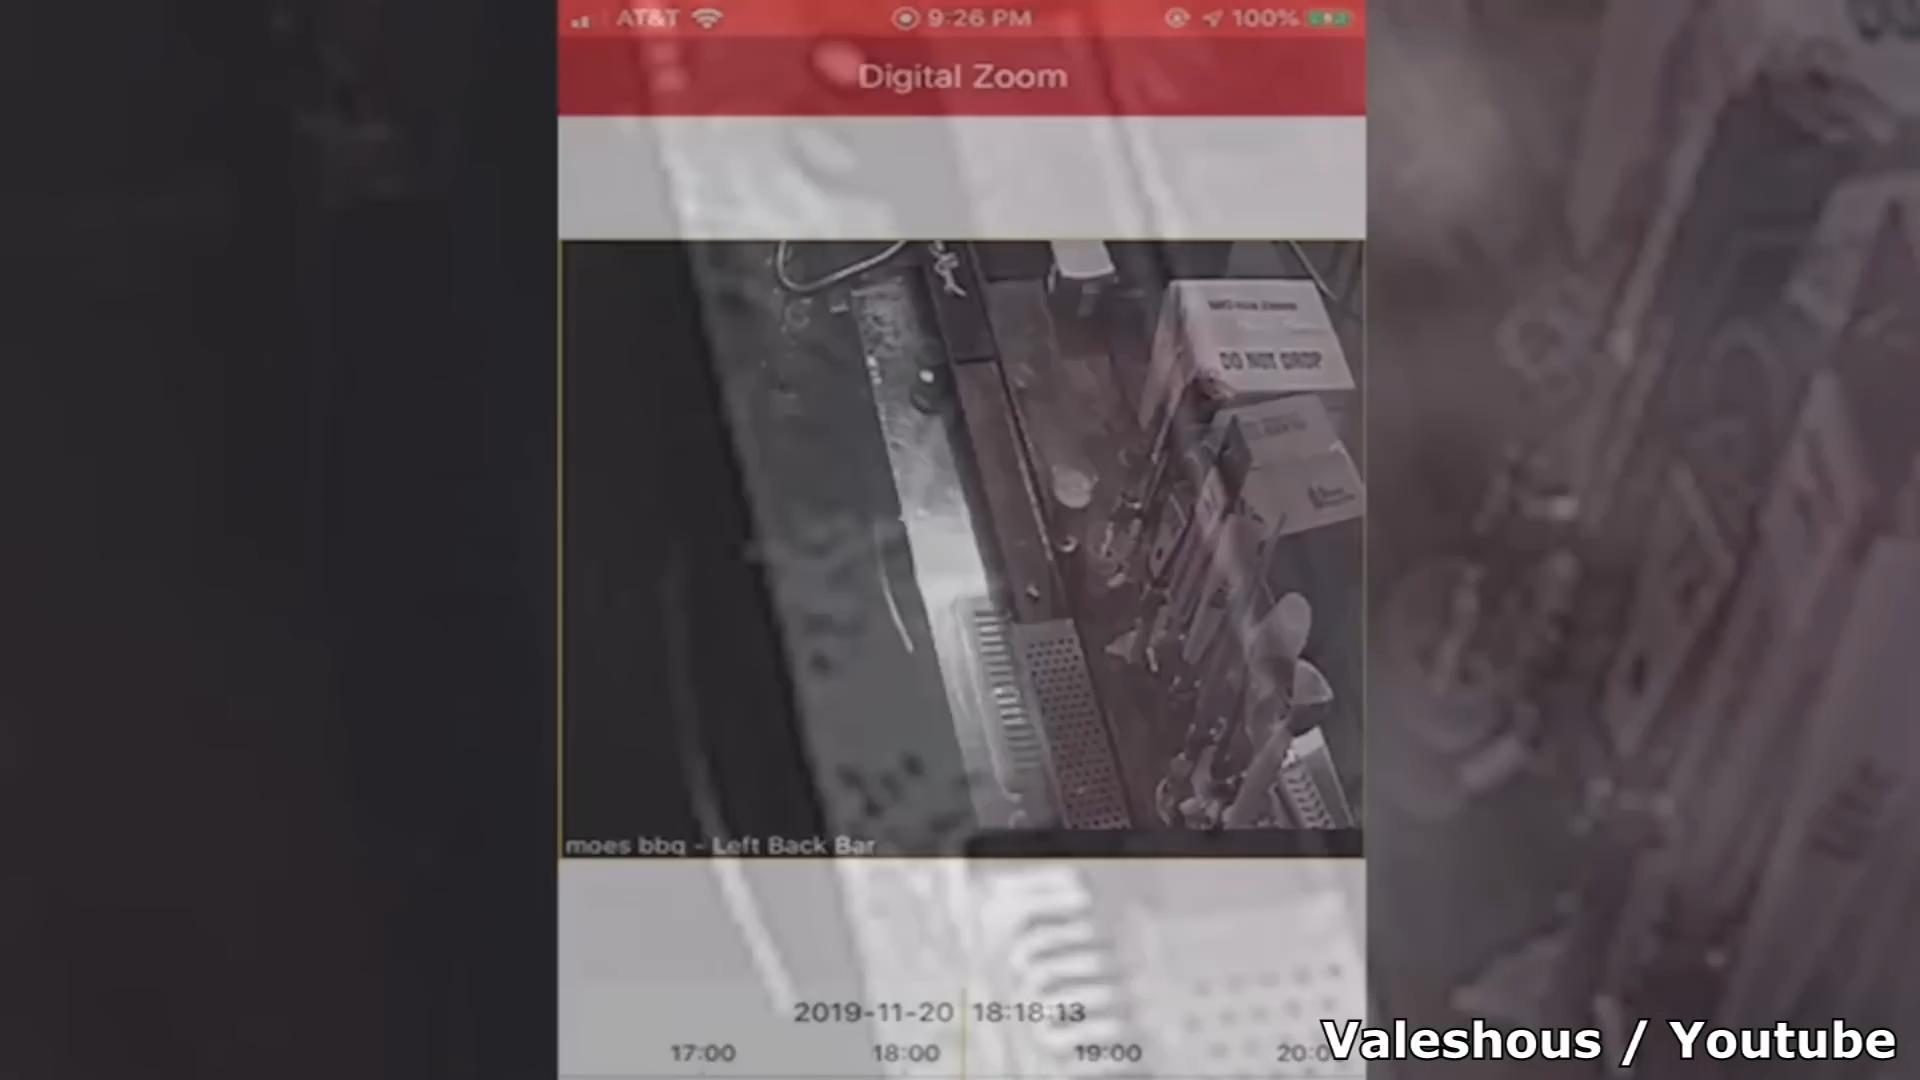 AT&T 9:26 PM 100%
Digital Zoom
DO NOT DROP
moes bbq - Left Back Bar
2019-11-20 18:18:13
17:00 18:00 19:00
Valeshous / Youtube